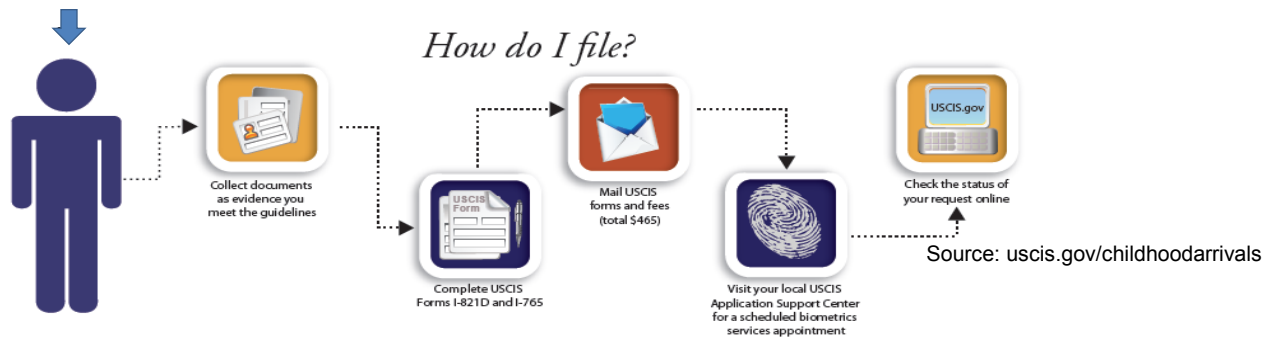 How do I file?
Collect documents
as evidence you
meet the guidelines
USCIS
Form
Complete USCIS
Forms I-821D and I-765
Mail USCIS
forms and fees
(total $465)
Visit your local USCIS
Application Support Center
for a scheduled biometrics
services appointment
USCIS.gov
Check the status of
your request online
Source: uscis.gov/childhoodarrivals